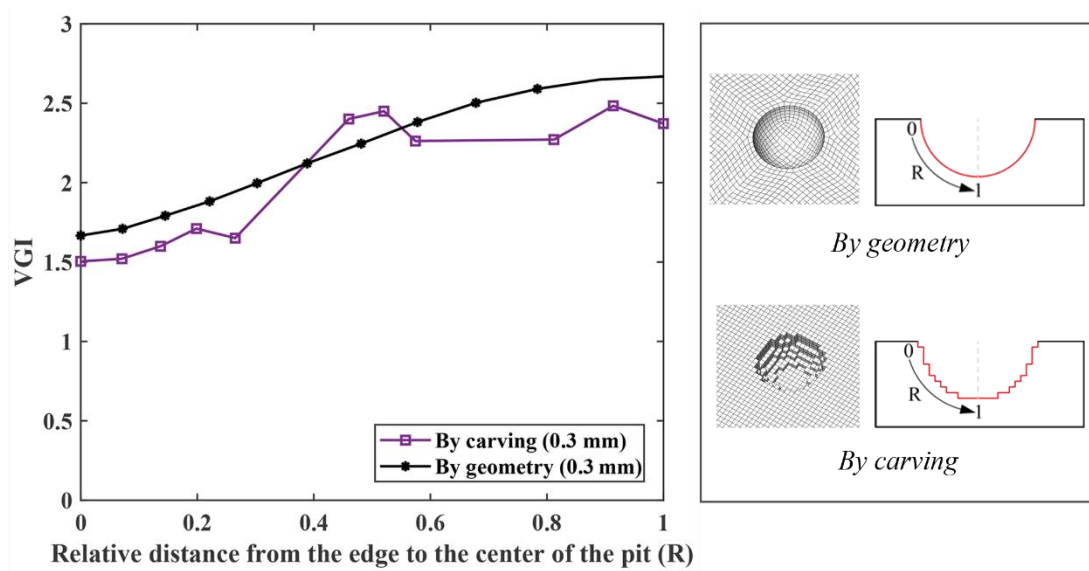 3
2.5
2
1.5
1
0.5
0
VGI
By carving (0.3 mm)
By geometry (0.3 mm)
0 0.2 0.4 0.6 0.8 1
Relative distance from the edge to the center of the pit (R)
0
R
1
By geometry
0
R
1
By carving